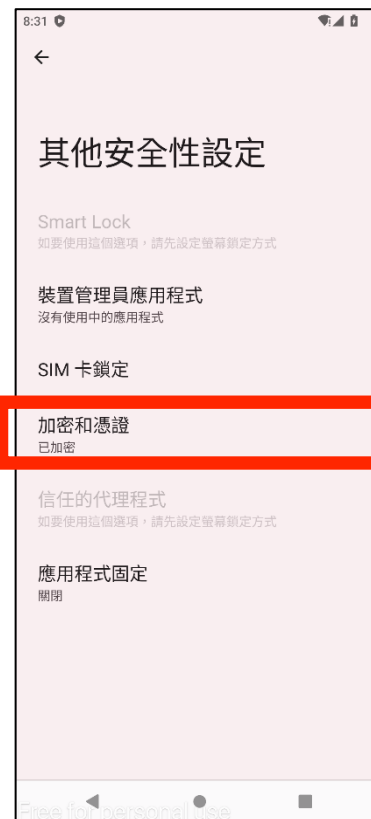 8:31
其他安全性設定
Smart Lock
如要使用這個選項，請先設定螢幕鎖定方式
裝置管理員應用程式
沒有使用中的應用程式
SIM 卡鎖定
加密和憑證
已加密
信任的代理程式
如要使用這個選項，請先設定螢幕鎖定方式
應用程式固定
關閉
Free for personal use